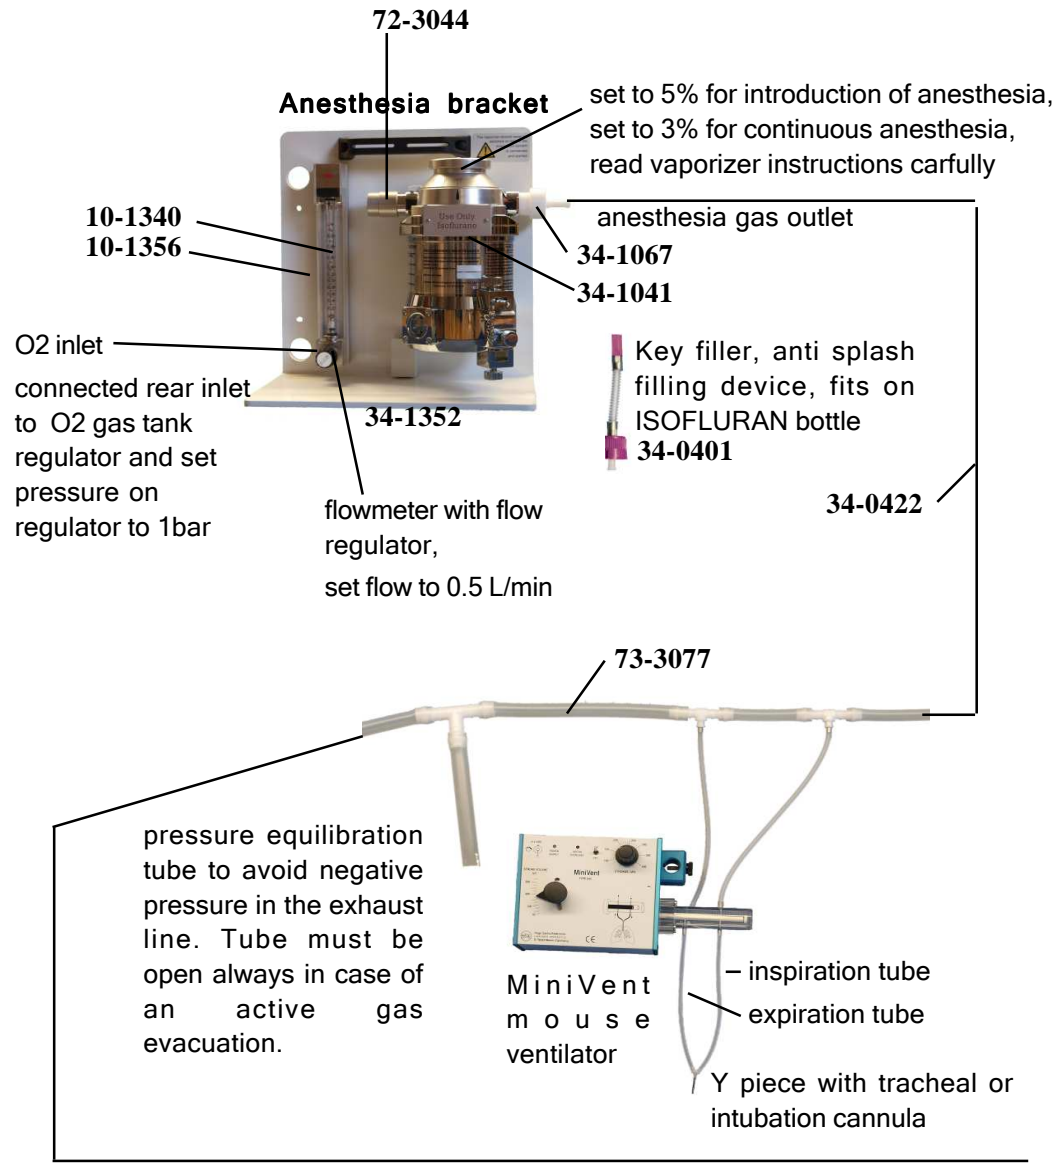 72-3044
Anesthesia bracket
set to 5% for introduction of anesthesia,
set to 3% for continuous anesthesia,
read vaporizer instructions carfully
Use Only
Isoflurane
anesthesia gas outlet
10-1340
10-1356
34-1067
34-1041
O2 inlet
connected rear inlet
to O2 gas tank
regulator and set
pressure on
regulator to 1bar
34-1352
Key filler, anti splash
filling device, fits on
ISOFLURAN bottle
34-0401
34-0422
flowmeter with flow
regulator,
set flow to 0.5 L/min
73-3077
pressure equilibration
tube to avoid negative
pressure in the exhaust
line. Tube must be
open always in case of
an active gas
evacuation.
MiniVent
CE
MiniVent
mouse
ventilator
inspiration tube
expiration tube
Y piece with tracheal or
intubation cannula